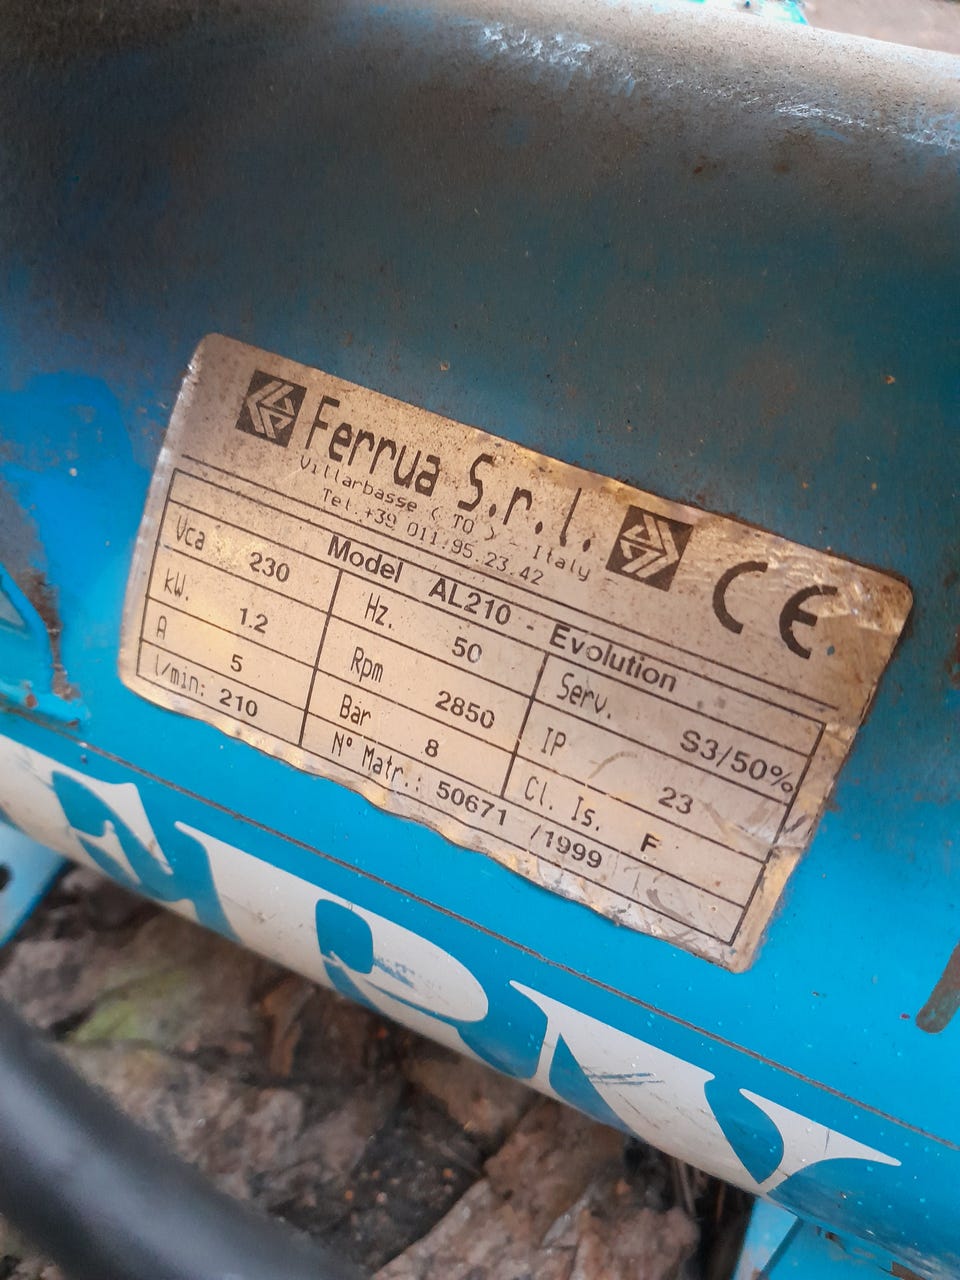 Ferrua S.r.l.
Villarbasse ( TO ) - Italy
Tel.+39 011.95.23.42
CE
Model AL210 - Evolution
Vca 230 Hz. 50 Serv. S3/50%
kW. 1.2 Rpm 2850 IP 23
A 5 Bar 8 Cl. Is. F
l/min: 210 N° Matr.: 50671 /1999